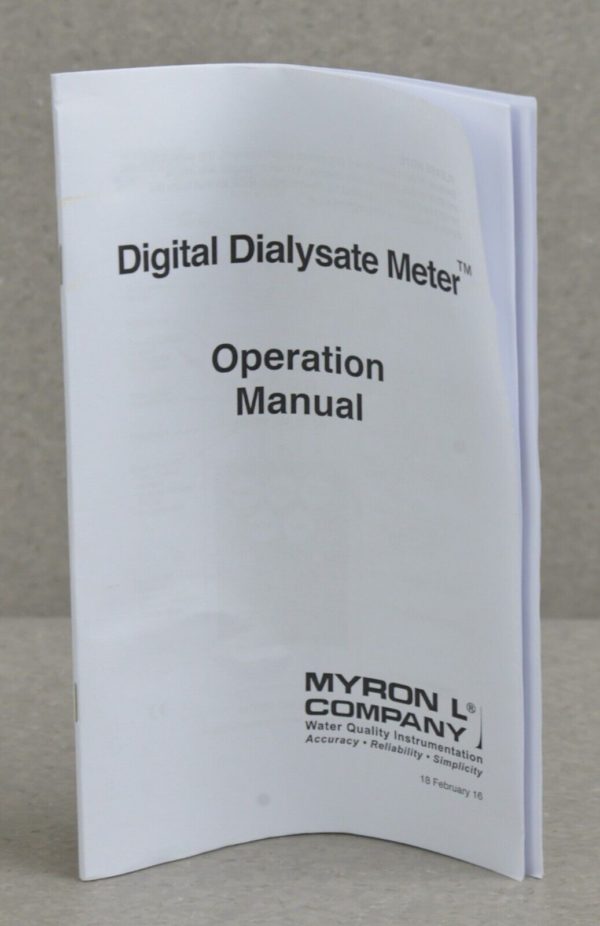 Digital Dialysate Meter™
Operation
Manual
MYRON L®
COMPANY
Water Quality Instrumentation
Accuracy • Reliability • Simplicity
18 February 16